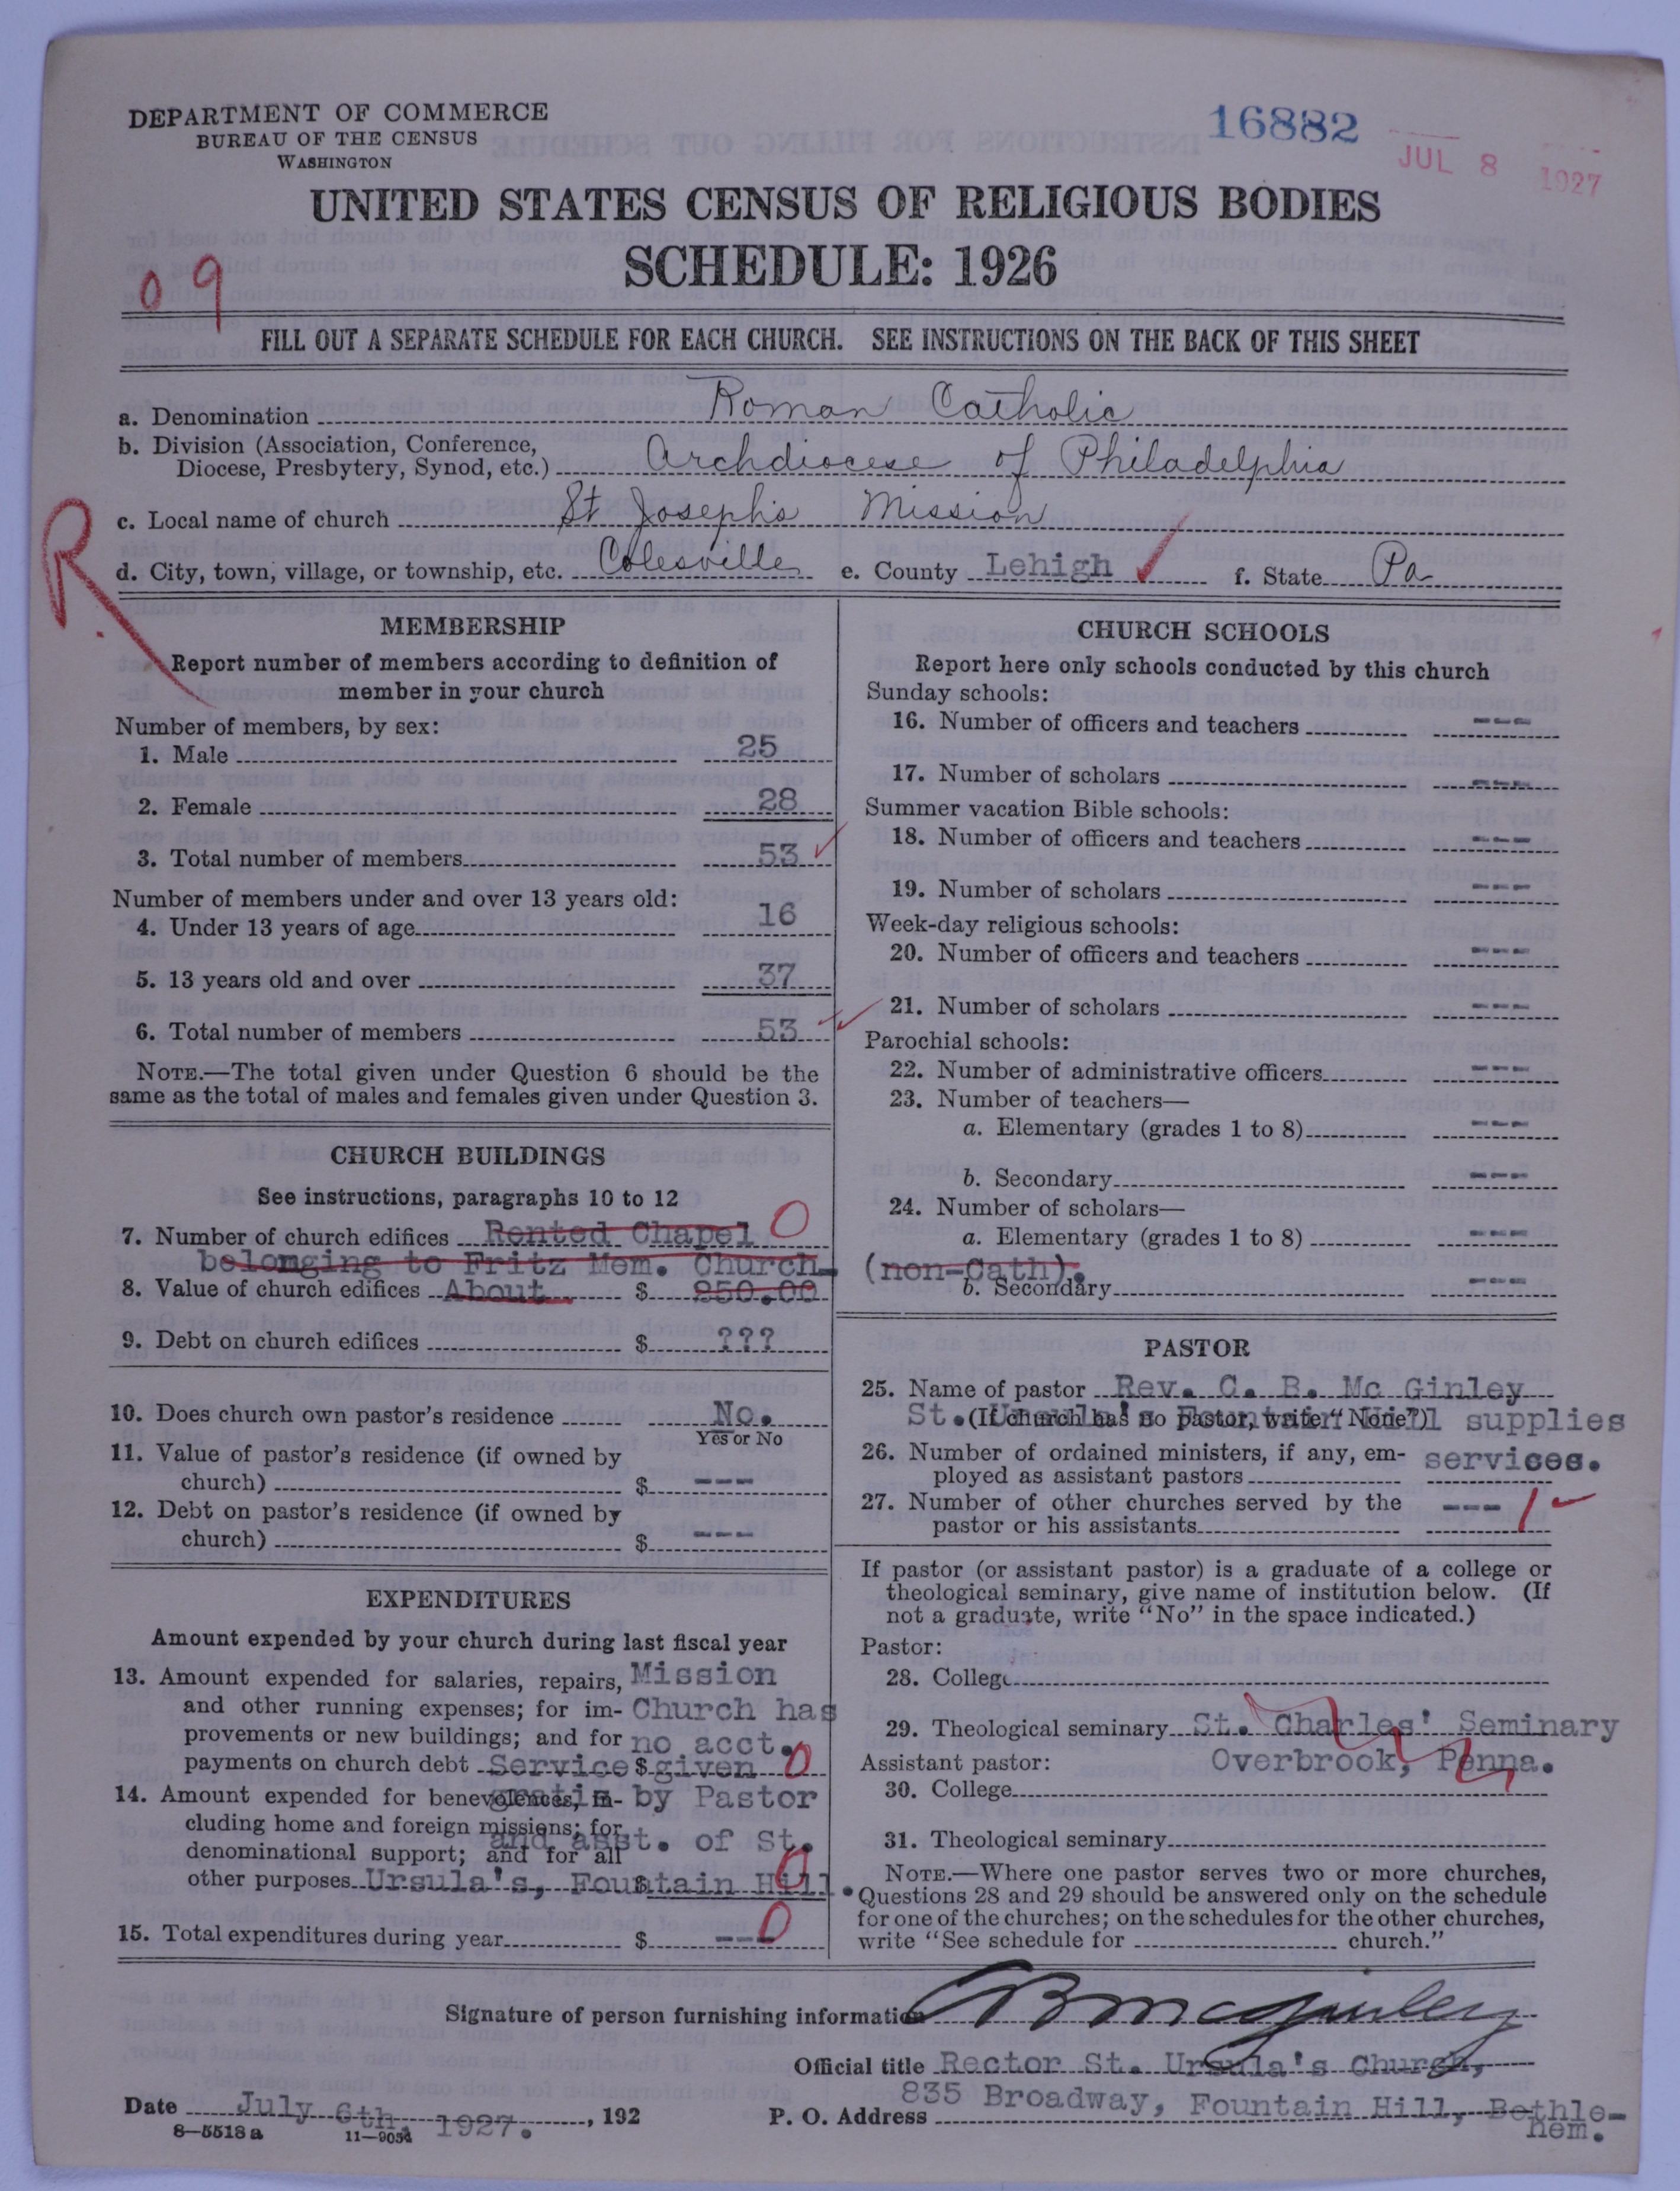 DEPARTMENT OF COMMERCE
BUREAU OF THE CENSUS
WASHINGTON
16882
JUL 8 1927
UNITED STATES CENSUS OF RELIGIOUS BODIES
SCHEDULE: 1926
09
FILL OUT A SEPARATE SCHEDULE FOR EACH CHURCH. SEE INSTRUCTIONS ON THE BACK OF THIS SHEET
a. Denomination Roman Catholic
b. Division (Association, Conference,
Diocese, Presbytery, Synod, etc.) Archdiocese of Philadelphia
R
c. Local name of church St Joseph's Mission
d. City, town, village, or township, etc. Colesville e. County Lehigh f. State Pa
MEMBERSHIP
Report number of members according to definition of
member in your church
Number of members, by sex:
1. Male 25
2. Female 28
3. Total number of members 53
Number of members under and over 13 years old:
4. Under 13 years of age 16
5. 13 years old and over 37
6. Total number of members 53
NOTE.—The total given under Question 6 should be the
same as the total of males and females given under Question 3.
CHURCH BUILDINGS
See instructions, paragraphs 10 to 12
7. Number of church edifices Rented Chapel 0
belonging to Fritz Mem. Church- (non-Cath).
8. Value of church edifices About $ 250.00
9. Debt on church edifices $ ???
10. Does church own pastor's residence No.
Yes or No
11. Value of pastor's residence (if owned by
church) $ ---
12. Debt on pastor's residence (if owned by
church) $ ---
EXPENDITURES
Amount expended by your church during last fiscal year
13. Amount expended for salaries, repairs, Mission
and other running expenses; for im- Church has
provements or new buildings; and for no acct.
payments on church debt Service $ given 0
14. Amount expended for benevolences, in- gratis by Pastor
cluding home and foreign missions; for
denominational support; and for all and asst. of St.
other purposes Ursula's, Fountain Hill. $ 0
15. Total expenditures during year $ --- 0
CHURCH SCHOOLS
Report here only schools conducted by this church
Sunday schools:
16. Number of officers and teachers ---
17. Number of scholars ---
Summer vacation Bible schools:
18. Number of officers and teachers ---
19. Number of scholars ---
Week-day religious schools:
20. Number of officers and teachers ---
21. Number of scholars ---
Parochial schools:
22. Number of administrative officers ---
23. Number of teachers—
a. Elementary (grades 1 to 8) ---
b. Secondary ---
24. Number of scholars—
a. Elementary (grades 1 to 8) ---
b. Secondary ---
PASTOR
25. Name of pastor Rev. C. B. Mc Ginley
(If church has no pastor, write "None")
St. Ursula's Fountain Hill supplies
services.
26. Number of ordained ministers, if any, em-
ployed as assistant pastors
27. Number of other churches served by the
pastor or his assistants --- 1
If pastor (or assistant pastor) is a graduate of a college or
theological seminary, give name of institution below. (If
not a graduate, write "No" in the space indicated.)
Pastor:
28. College
29. Theological seminary St. Charles' Seminary
Overbrook, Penna.
Assistant pastor:
30. College
31. Theological seminary
NOTE.—Where one pastor serves two or more churches,
Questions 28 and 29 should be answered only on the schedule
for one of the churches; on the schedules for the other churches,
write "See schedule for church."
Signature of person furnishing information CB McGinley
Official title Rector St. Ursula's Church,
Date July 6th, 1927. , 192
P. O. Address 835 Broadway, Fountain Hill, Bethle-
hem.
8—5518a 11—9054